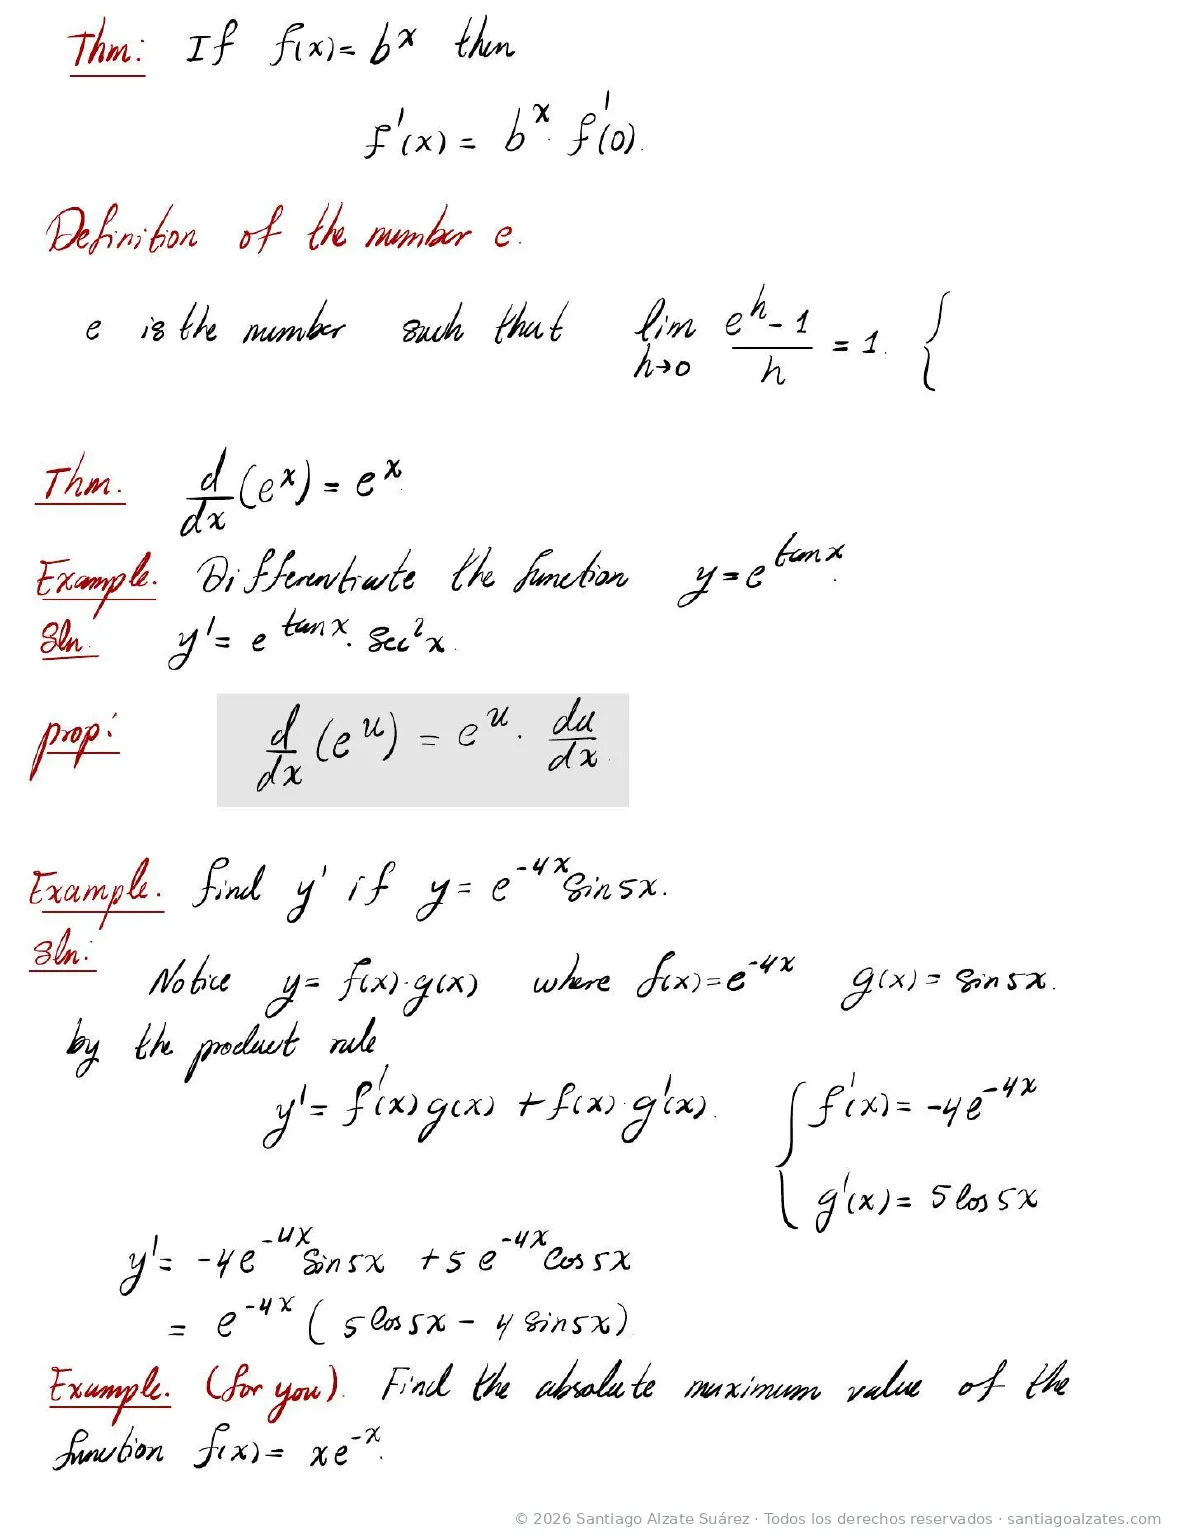 Thm: If f(x) = b^x then
f'(x) = b^x · f'(0).
Definition of the number e.
e is the number such that lim_{h→0} (e^h - 1)/h = 1. {
Thm. d/dx (e^x) = e^x.
Example. Differentiate the function y = e^{tan x}.
Sln. y' = e^{tan x} · sec²x.
prop: d/dx (e^u) = e^u · du/dx.
Example. find y' if y = e^{-4x} sin 5x.
Sln: Notice y = f(x)·g(x) where f(x) = e^{-4x} g(x) = sin 5x.
by the product rule
y' = f'(x) g(x) + f(x)·g'(x). { f'(x) = -4e^{-4x}
g'(x) = 5 cos 5x
y' = -4e^{-4x} sin 5x + 5 e^{-4x} cos 5x
= e^{-4x} ( 5 cos 5x - 4 sin 5x).
Example. (for you). Find the absolute maximum value of the
function f(x) = x e^{-x}.
© 2026 Santiago Alzate Suárez · Todos los derechos reservados · santiagoalzates.com